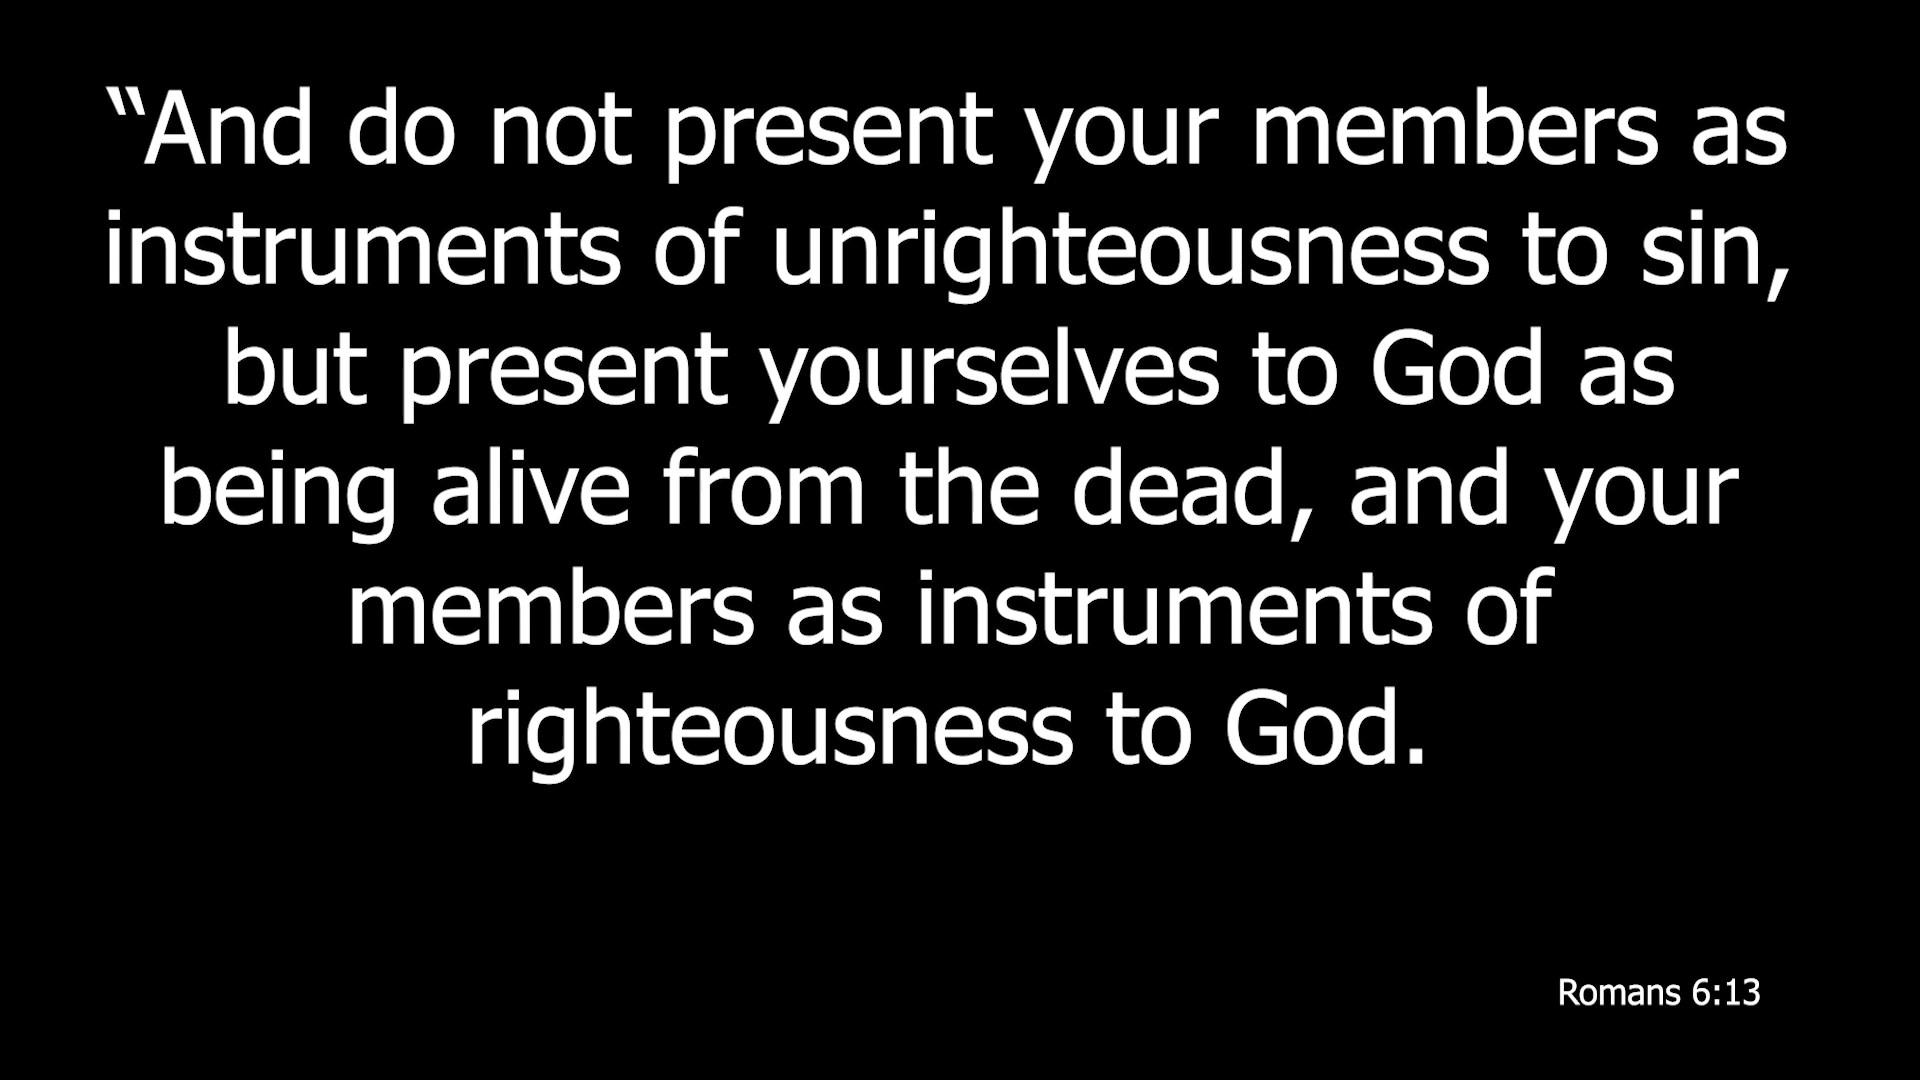 “And do not present your members as
instruments of unrighteousness to sin,
but present yourselves to God as
being alive from the dead, and your
members as instruments of
righteousness to God.
Romans 6:13